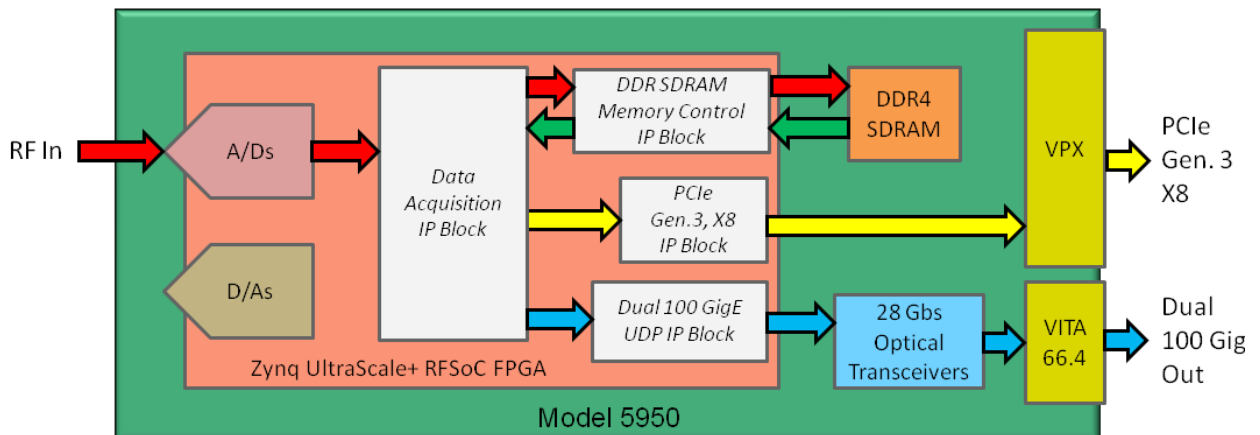 RF In
A/Ds
D/As
Data
Acquisition
IP Block
DDR SDRAM
Memory Control
IP Block
DDR4
SDRAM
PCIe
Gen.3, X8
IP Block
Dual 100 GigE
UDP IP Block
28 Gbs
Optical
Transceivers
VPX
VITA
66.4
PCIe
Gen. 3
X8
Dual
100 Gig
Out
Zynq UltraScale+ RFSoC FPGA
Model 5950